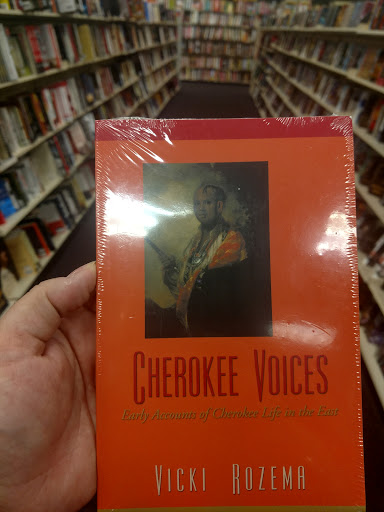 CHEROKEE VOICES
Early Accounts of Cherokee Life in the East
VICKI ROZEMA